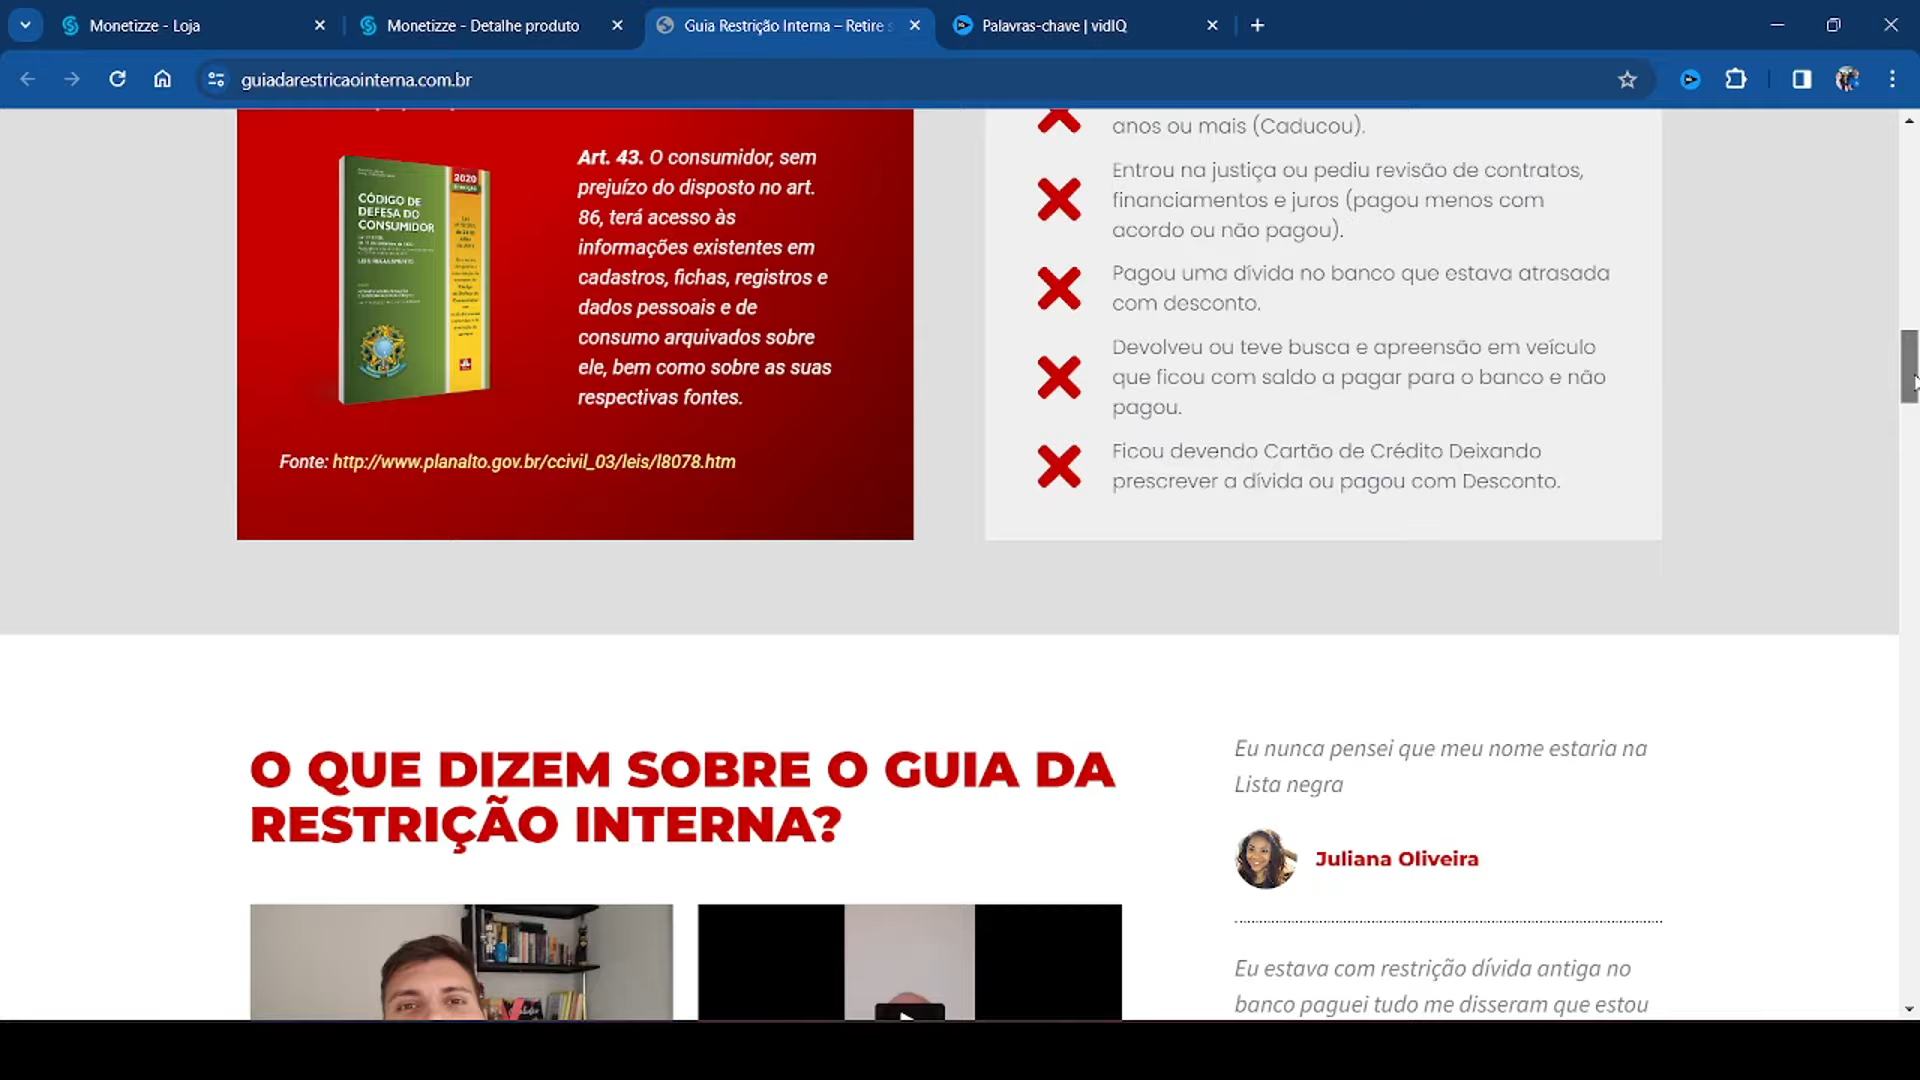 Monetizze - Loja
Monetizze - Detalhe produto
Guia Restrição Interna – Retire s
Palavras-chave | vidIQ
guiadarestricaointerna.com.br
Art. 43. O consumidor, sem
prejuízo do disposto no art.
86, terá acesso às
informações existentes em
cadastros, fichas, registros e
dados pessoais e de
consumo arquivados sobre
ele, bem como sobre as suas
respectivas fontes.
2020
CÓDIGO DE
DEFESA DO
CONSUMIDOR
Fonte: http://www.planalto.gov.br/ccivil_03/leis/l8078.htm
anos ou mais (Caducou).
Entrou na justiça ou pediu revisão de contratos,
financiamentos e juros (pagou menos com
acordo ou não pagou).
Pagou uma dívida no banco que estava atrasada
com desconto.
Devolveu ou teve busca e apreensão em veículo
que ficou com saldo a pagar para o banco e não
pagou.
Ficou devendo Cartão de Crédito Deixando
prescrever a dívida ou pagou com Desconto.
O QUE DIZEM SOBRE O GUIA DA
RESTRIÇÃO INTERNA?
Eu nunca pensei que meu nome estaria na
Lista negra
Juliana Oliveira
Eu estava com restrição dívida antiga no
banco paguei tudo me disseram que estou